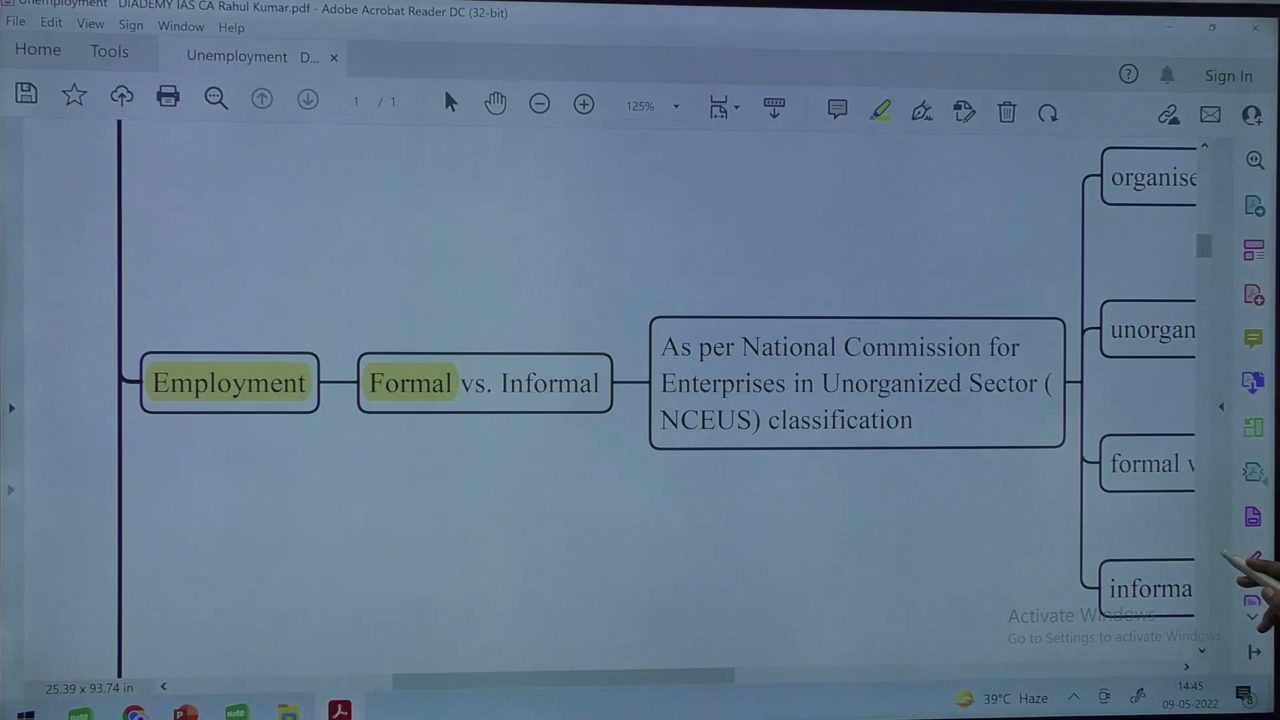 Unemployment DIADEMY IAS CA Rahul Kumar.pdf - Adobe Acrobat Reader DC (32-bit)
File Edit View Sign Window Help
Home Tools Unemployment D... ×
Sign In
1 / 1 125%
organise
unorgan
As per National Commission for
Enterprises in Unorganized Sector (
NCEUS) classification
Employment
Formal vs. Informal
formal v
informa
Activate Windows
Go to Settings to activate Windows.
25.39 x 93.74 in
39°C Haze
14:45
09-05-2022
8